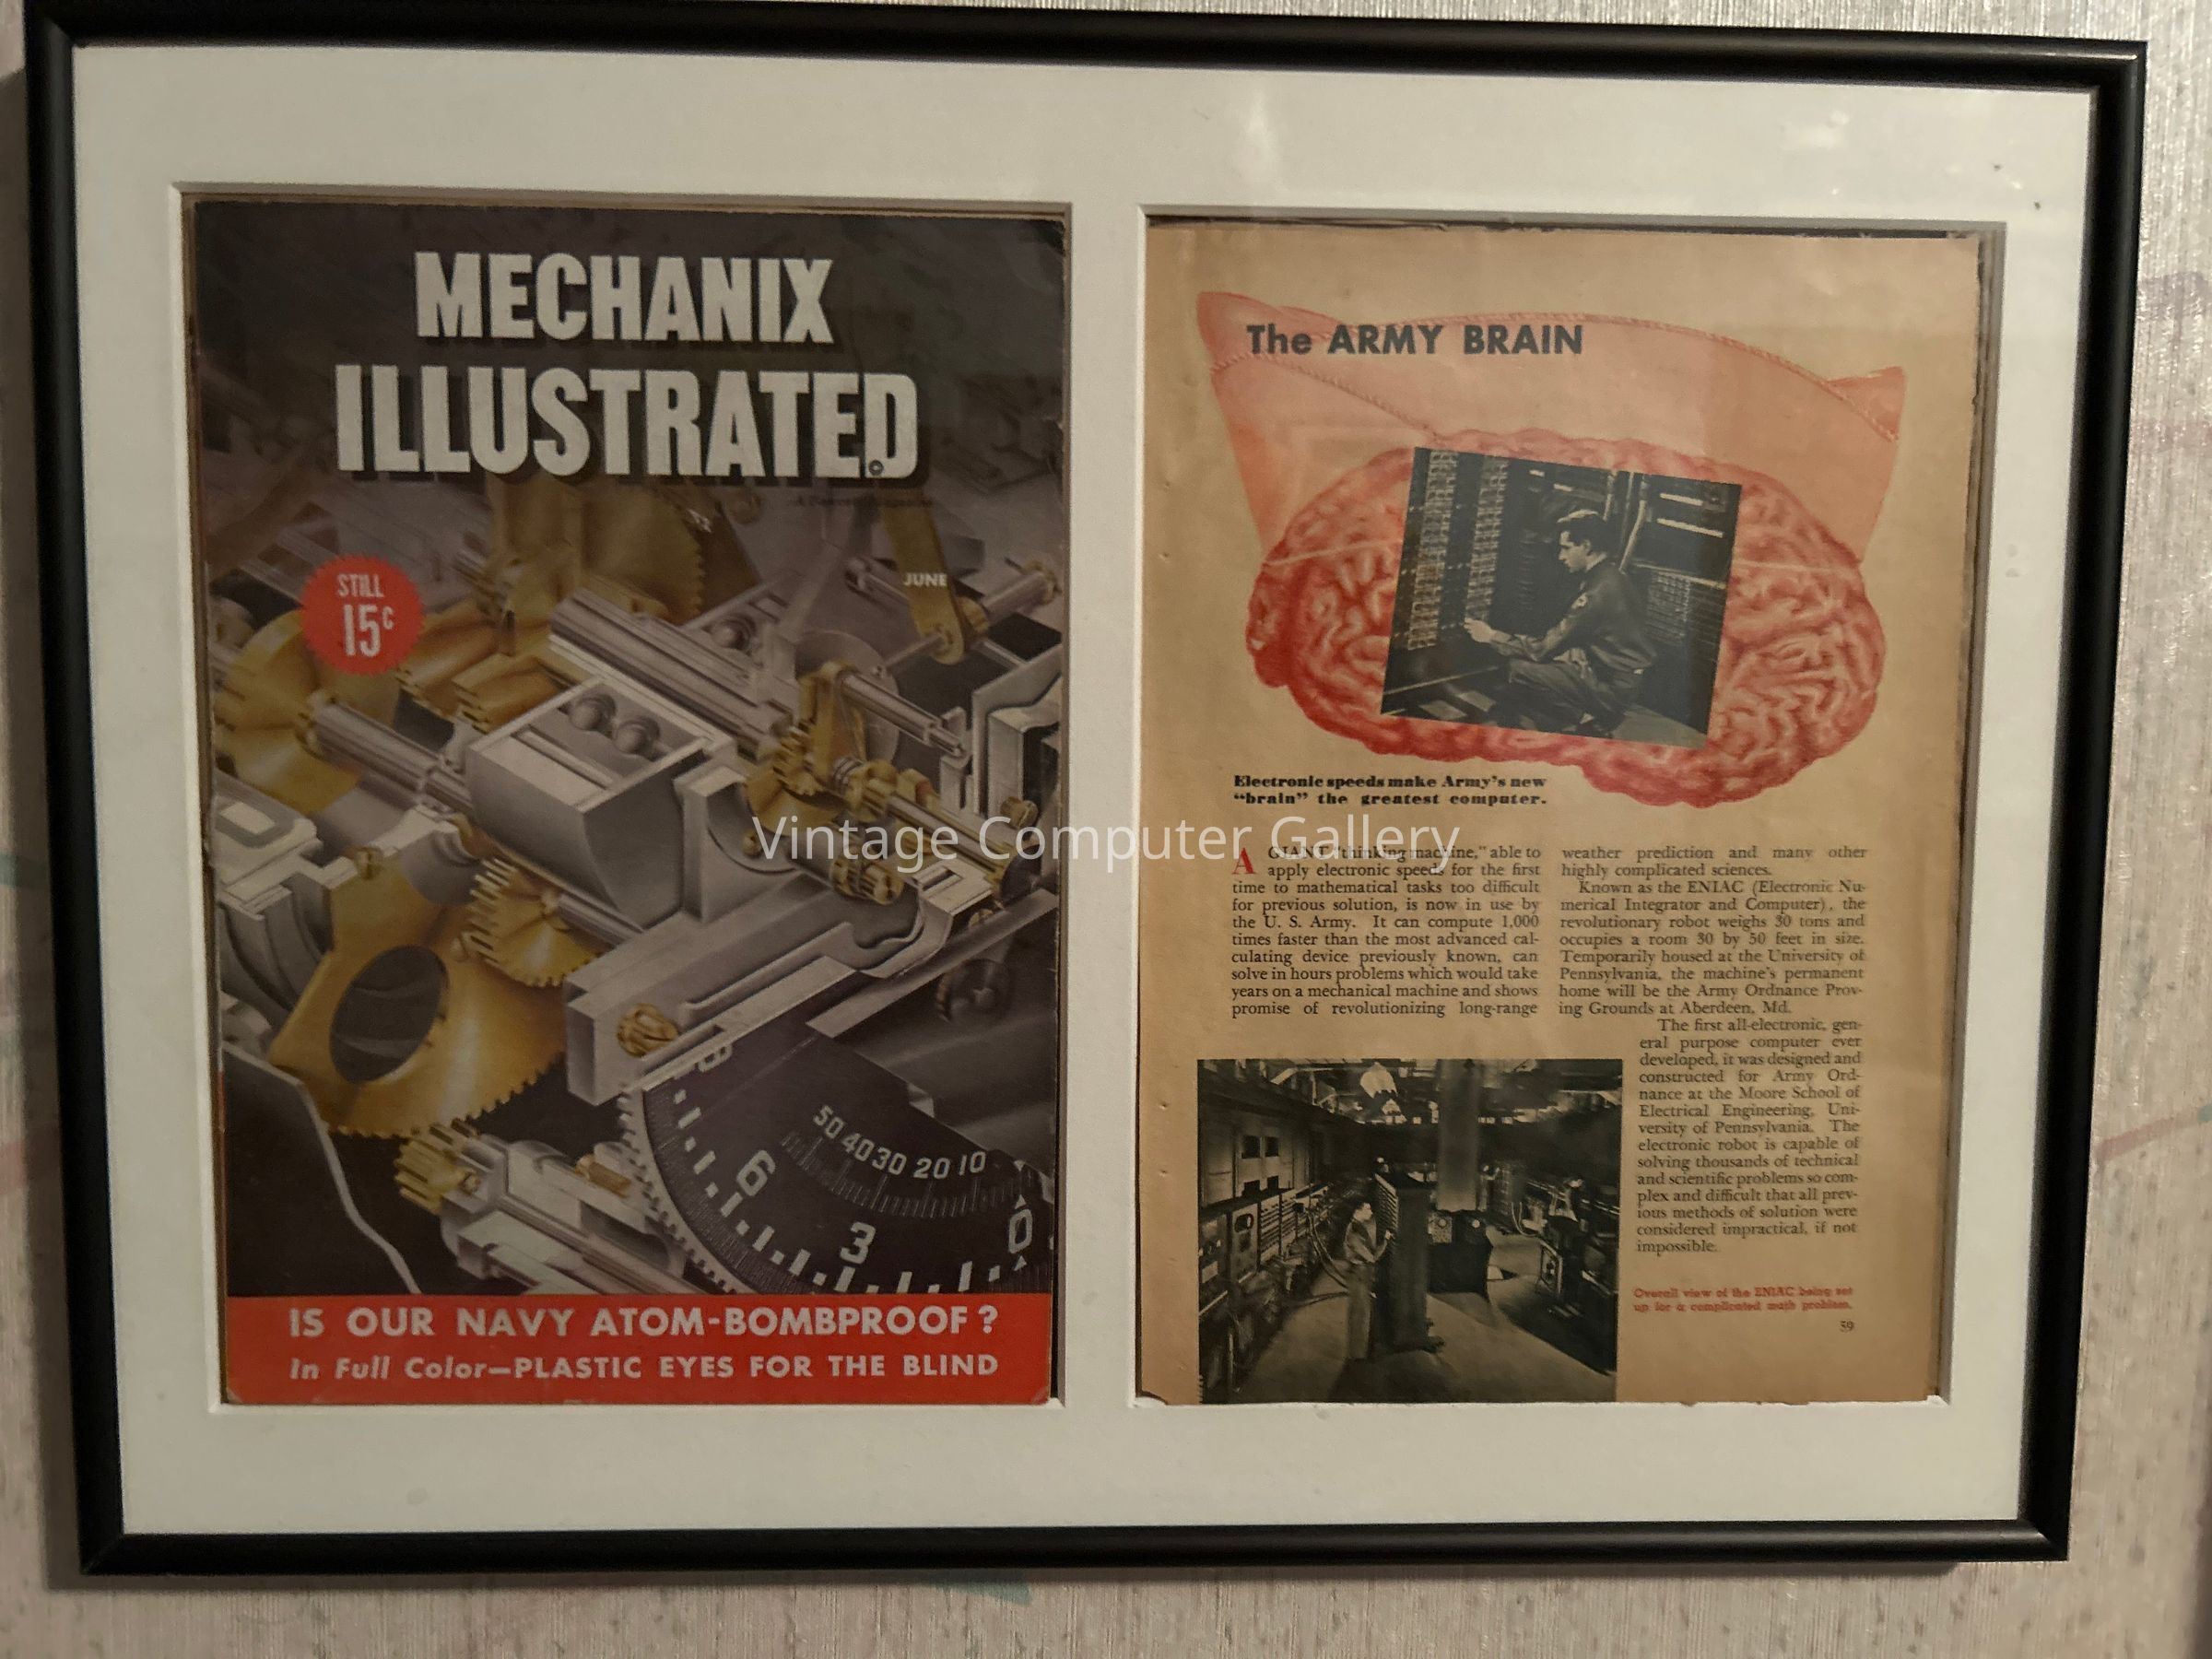 MECHANIX
ILLUSTRATED
JUNE
STILL
15c
50 40 30 20 10
6
3
0
IS OUR NAVY ATOM-BOMBPROOF?
In Full Color—PLASTIC EYES FOR THE BLIND
Vintage Computer Gallery
The ARMY BRAIN
Electronic speeds make Army's new
"brain" the greatest computer.
A GIANT "thinking machine," able to
apply electronic speeds for the first
time to mathematical tasks too difficult
for previous solution, is now in use by
the U. S. Army. It can compute 1,000
times faster than the most advanced cal-
culating device previously known, can
solve in hours problems which would take
years on a mechanical machine and shows
promise of revolutionizing long-range
weather prediction and many other
highly complicated sciences.
Known as the ENIAC (Electronic Nu-
merical Integrator and Computer), the
revolutionary robot weighs 30 tons and
occupies a room 30 by 50 feet in size.
Temporarily housed at the University of
Pennsylvania, the machine's permanent
home will be the Army Ordnance Prov-
ing Grounds at Aberdeen, Md.
The first all-electronic, gen-
eral purpose computer ever
developed, it was designed and
constructed for Army Ord-
nance at the Moore School of
Electrical Engineering, Uni-
versity of Pennsylvania. The
electronic robot is capable of
solving thousands of technical
and scientific problems so com-
plex and difficult that all prev-
ious methods of solution were
considered impractical, if not
impossible.
Overall view of the ENIAC being set
up for a complicated math problem.
59